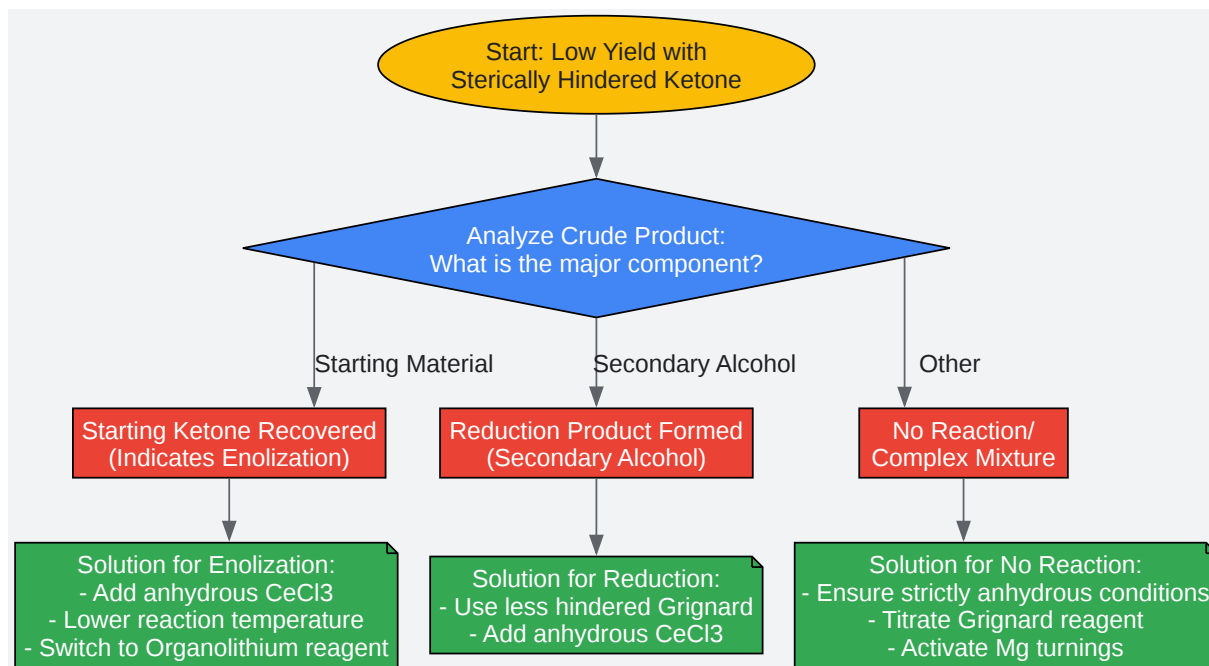 Start: Low Yield with
Sterically Hindered Ketone
Analyze Crude Product:
What is the major component?
Starting Material
Secondary Alcohol
Other
Starting Ketone Recovered
(Indicates Enolization)
Reduction Product Formed
(Secondary Alcohol)
No Reaction/
Complex Mixture
Solution for Enolization:
- Add anhydrous CeCl3
- Lower reaction temperature
- Switch to Organolithium reagent
Solution for Reduction:
- Use less hindered Grignard
- Add anhydrous CeCl3
Solution for No Reaction:
- Ensure strictly anhydrous conditions
- Titrate Grignard reagent
- Activate Mg turnings